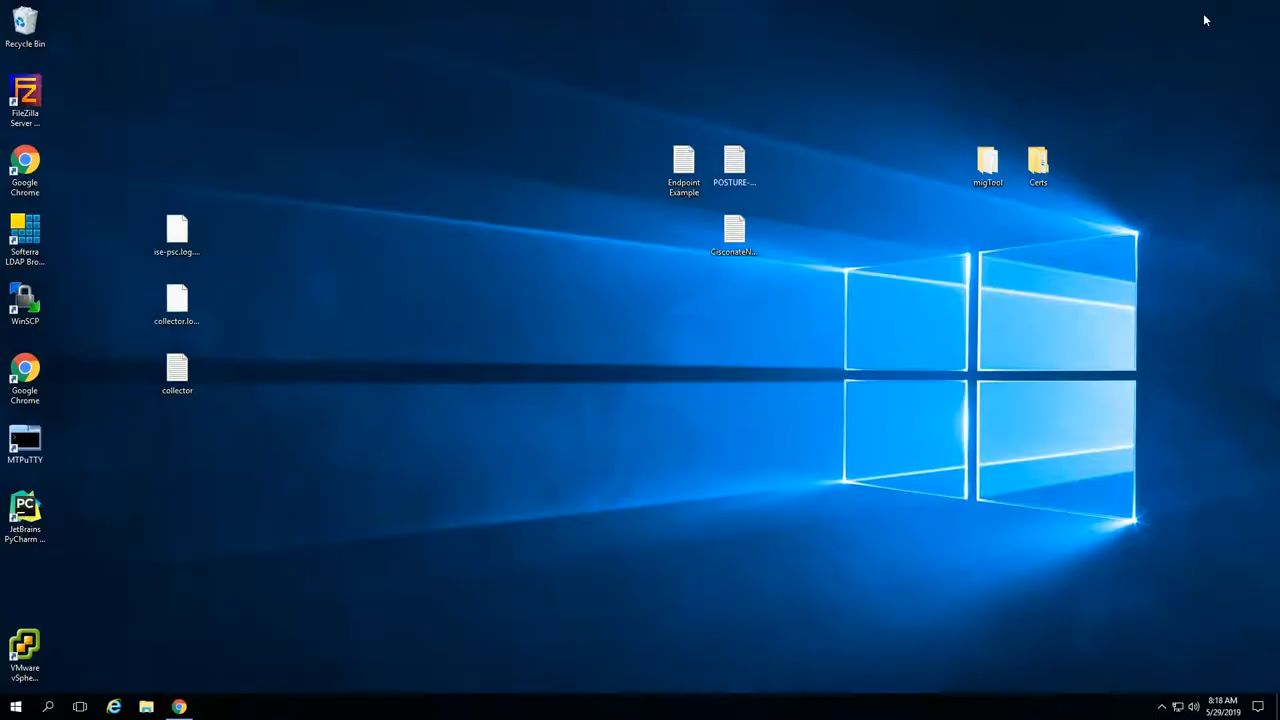 Recycle Bin
FileZilla
Server ...
Google
Chrome
Softerra
LDAP Bro...
WinSCP
Google
Chrome
MTPuTTY
JetBrains
PyCharm ...
VMware
vSphe...
ise-psc.log....
collector.lo...
collector
Endpoint
Example
POSTURE-...
CisconateN...
migTool
Certs
8:18 AM
5/29/2019